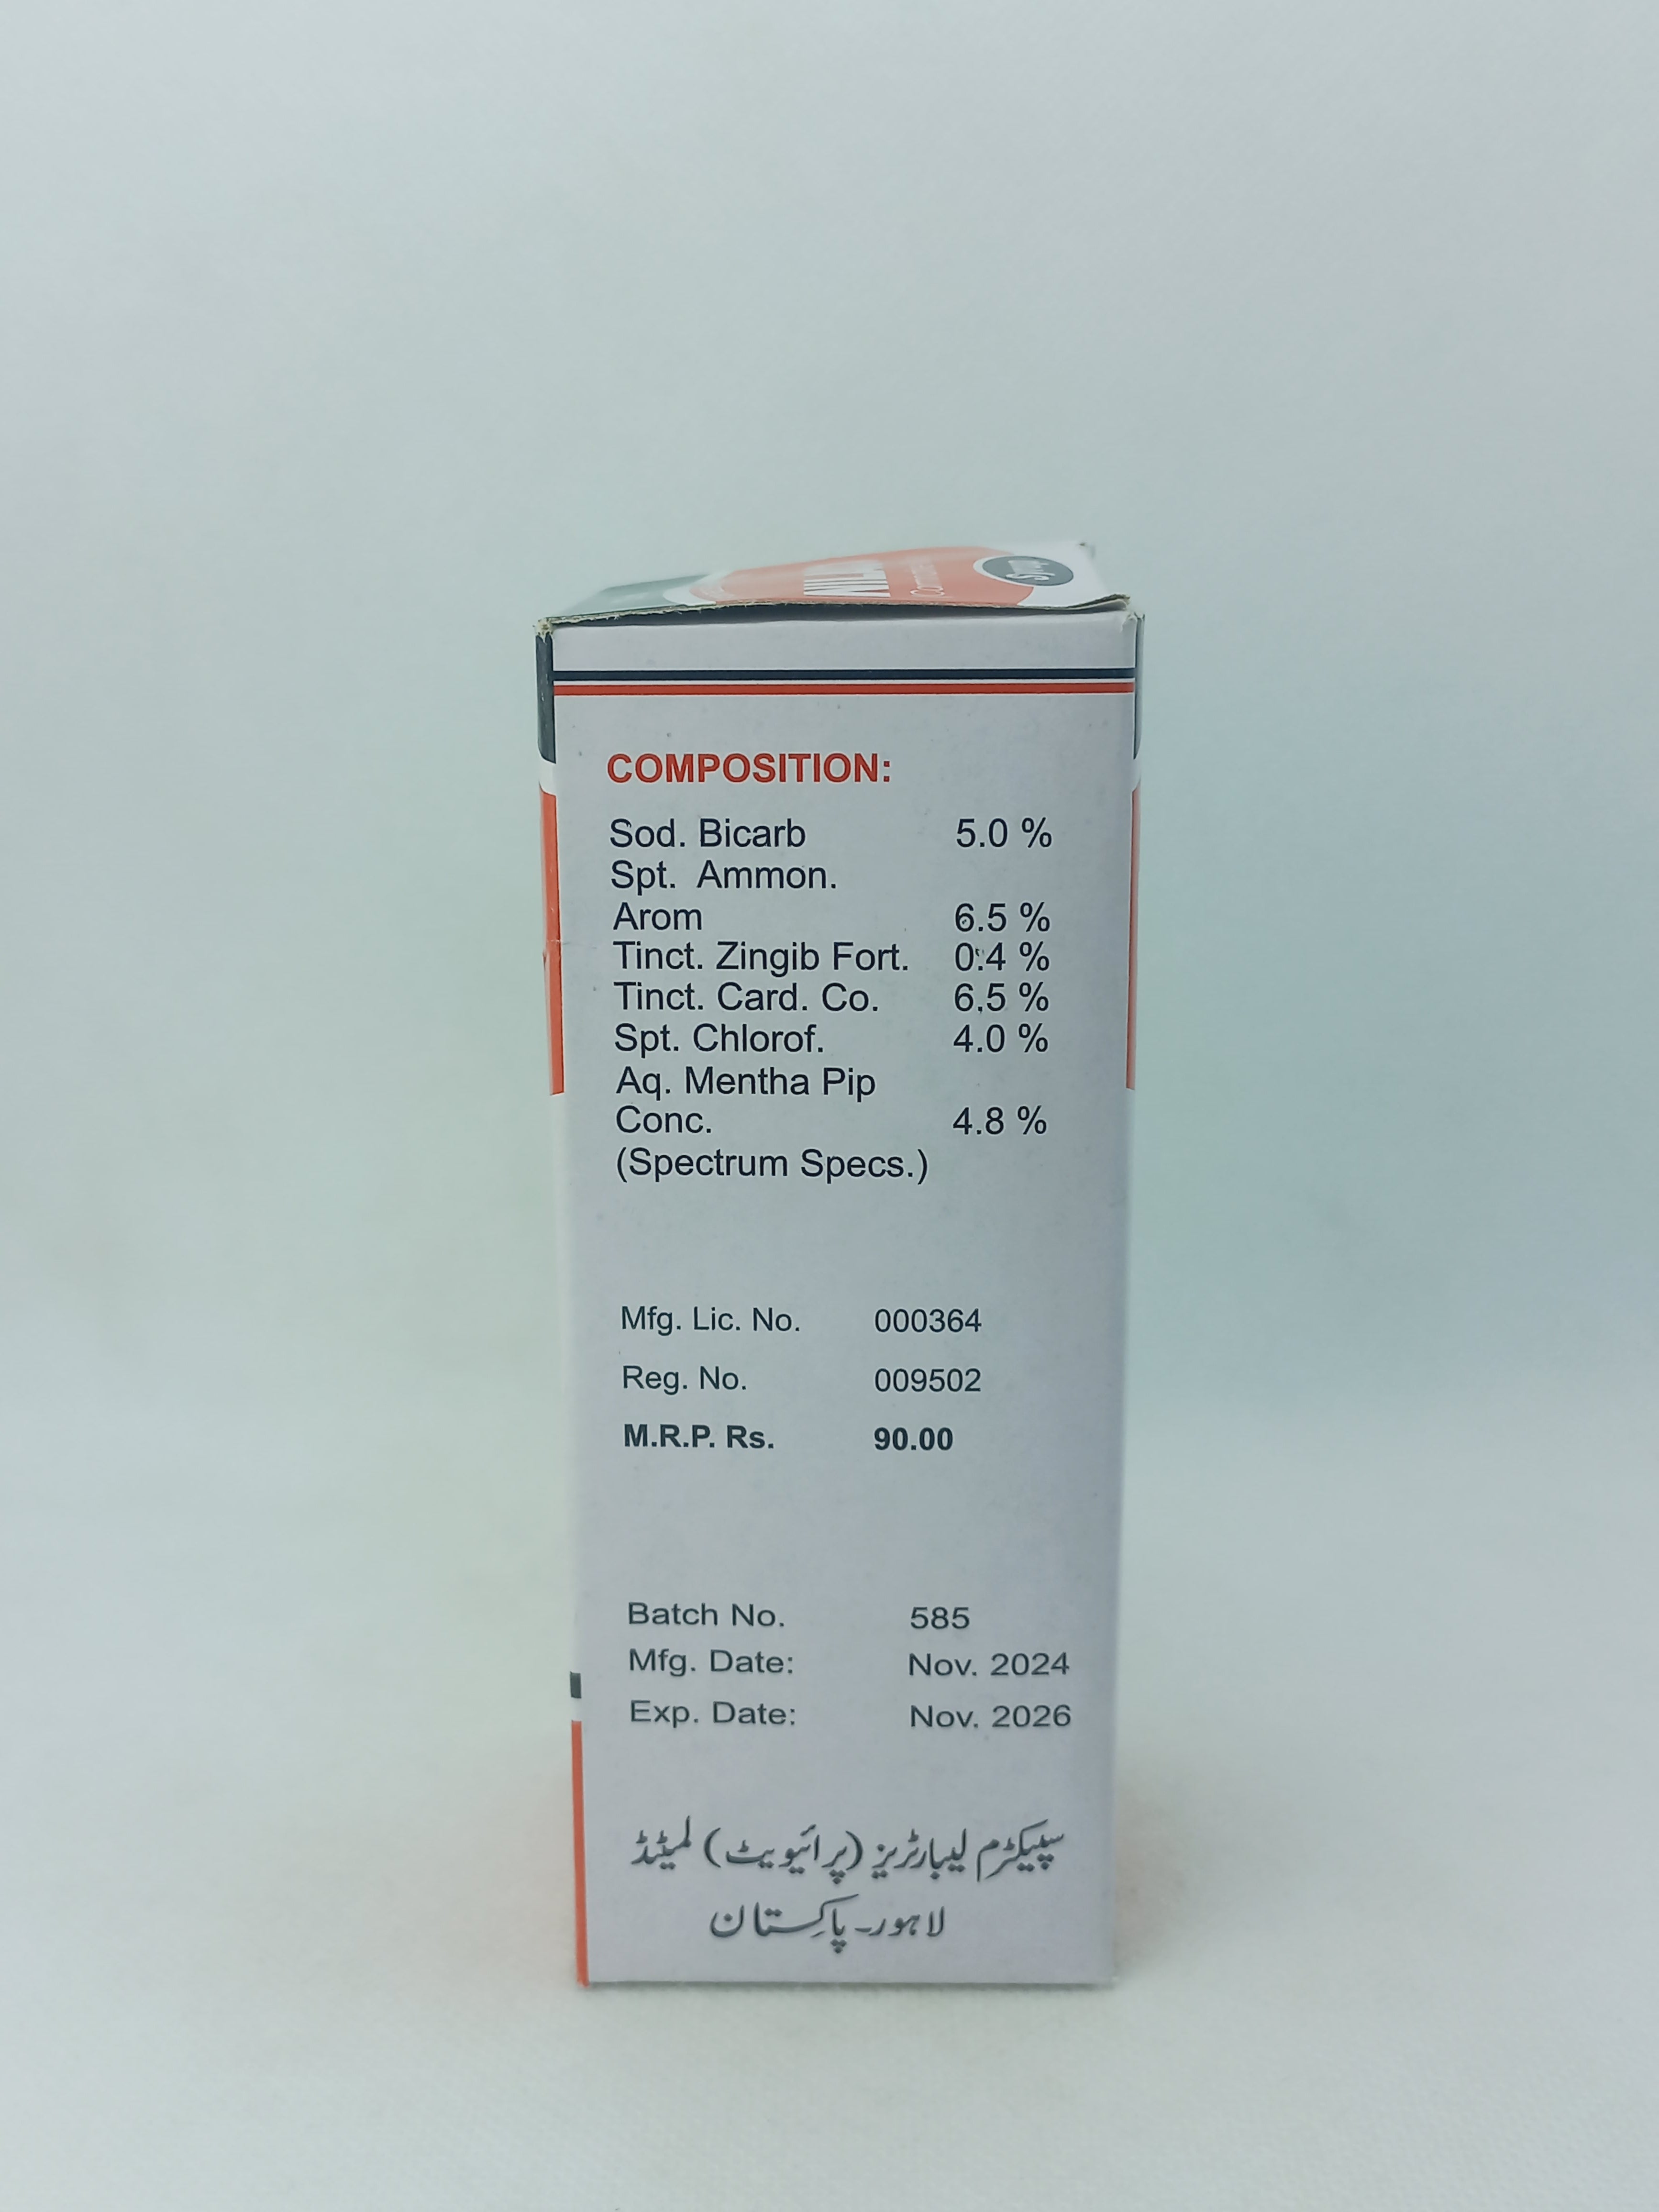 Syrup
COMPOSITION:
Sod. Bicarb 5.0 %
Spt. Ammon.
Arom 6.5 %
Tinct. Zingib Fort. 0.4 %
Tinct. Card. Co. 6.5 %
Spt. Chlorof. 4.0 %
Aq. Mentha Pip
Conc. 4.8 %
(Spectrum Specs.)
Mfg. Lic. No. 000364
Reg. No. 009502
M.R.P. Rs. 90.00
Batch No. 585
Mfg. Date: Nov. 2024
Exp. Date: Nov. 2026
سپیکٹرم لیبارٹریز (پرائیویٹ) لمیٹڈ
لاہور۔ پاکستان